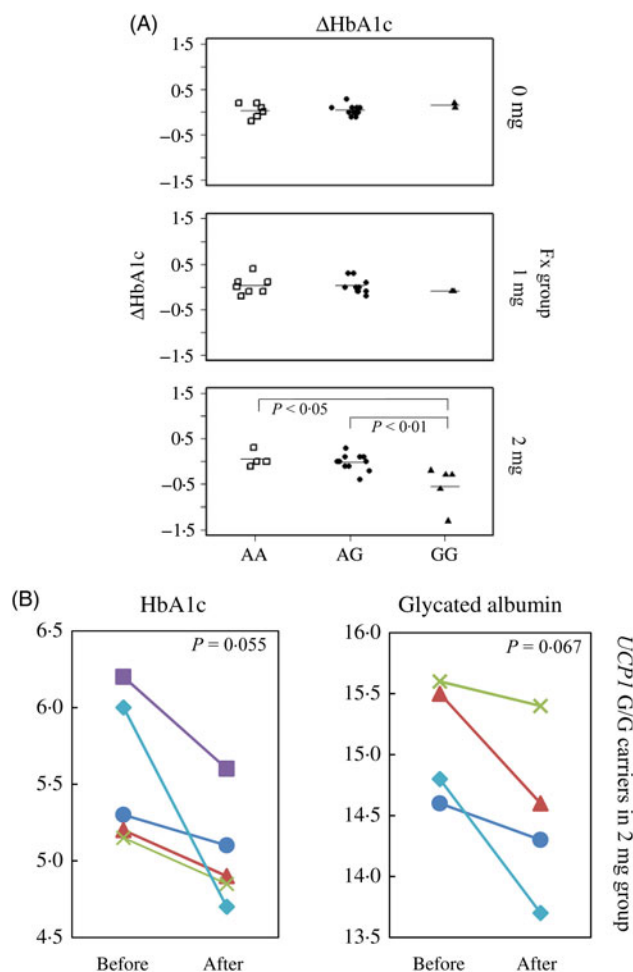 (A)
ΔHbA1c
1·5
0·5
−0·5
−1·5
0 mg
ΔHbA1c
1·5
0·5
−0·5
−1·5
Fx group
1 mg
1·5
0·5
−0·5
−1·5
P < 0·05
P < 0·01
2 mg
AA AG GG
(B)
HbA1c
6·5
6·0
5·5
5·0
4·5
P = 0·055
Before After
Glycated albumin
16·0
15·5
15·0
14·5
14·0
13·5
P = 0·067
Before After
UCP1 G/G carriers in 2 mg group